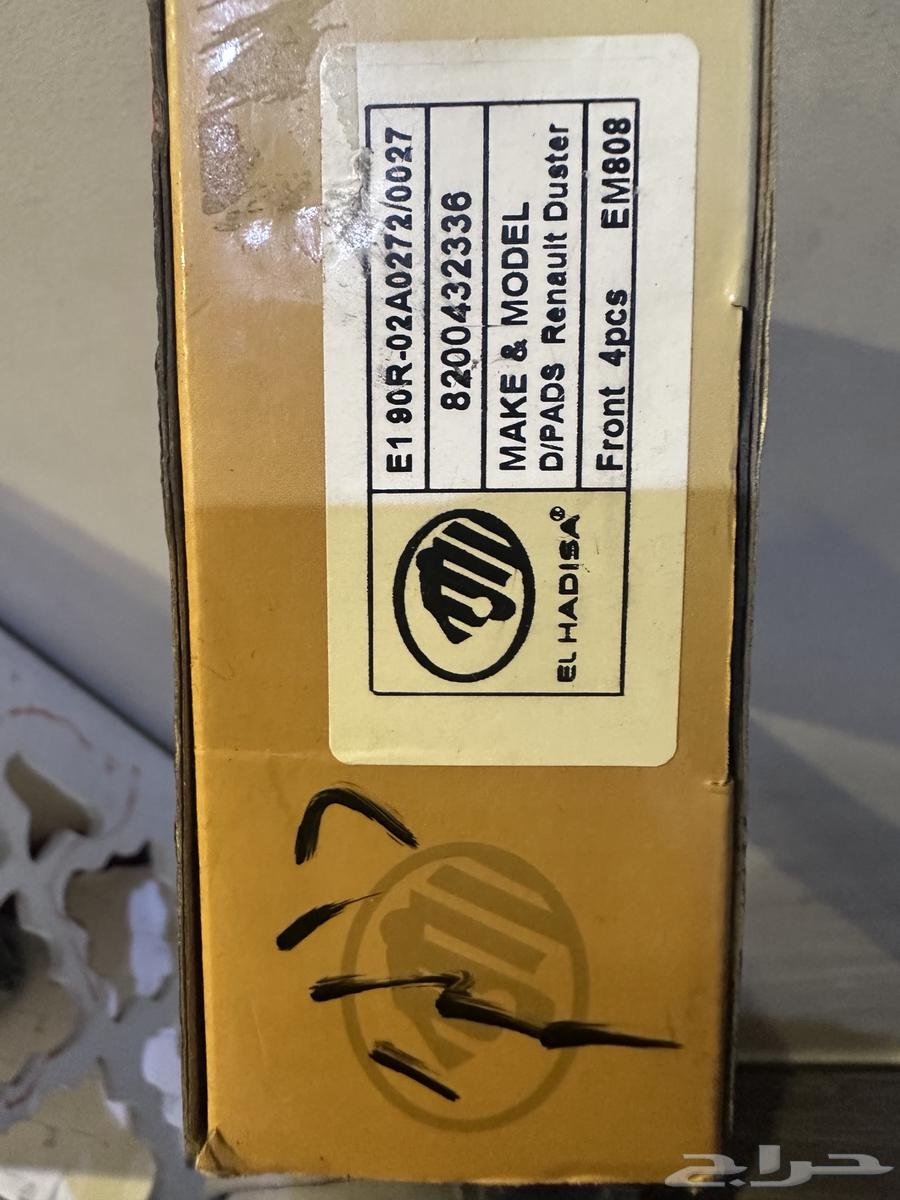 E1 90R-02A0272/0027
8200432336
MAKE & MODEL
D/PADS Renault Duster
Front 4pcs EM808
EL HADISA®
حراج